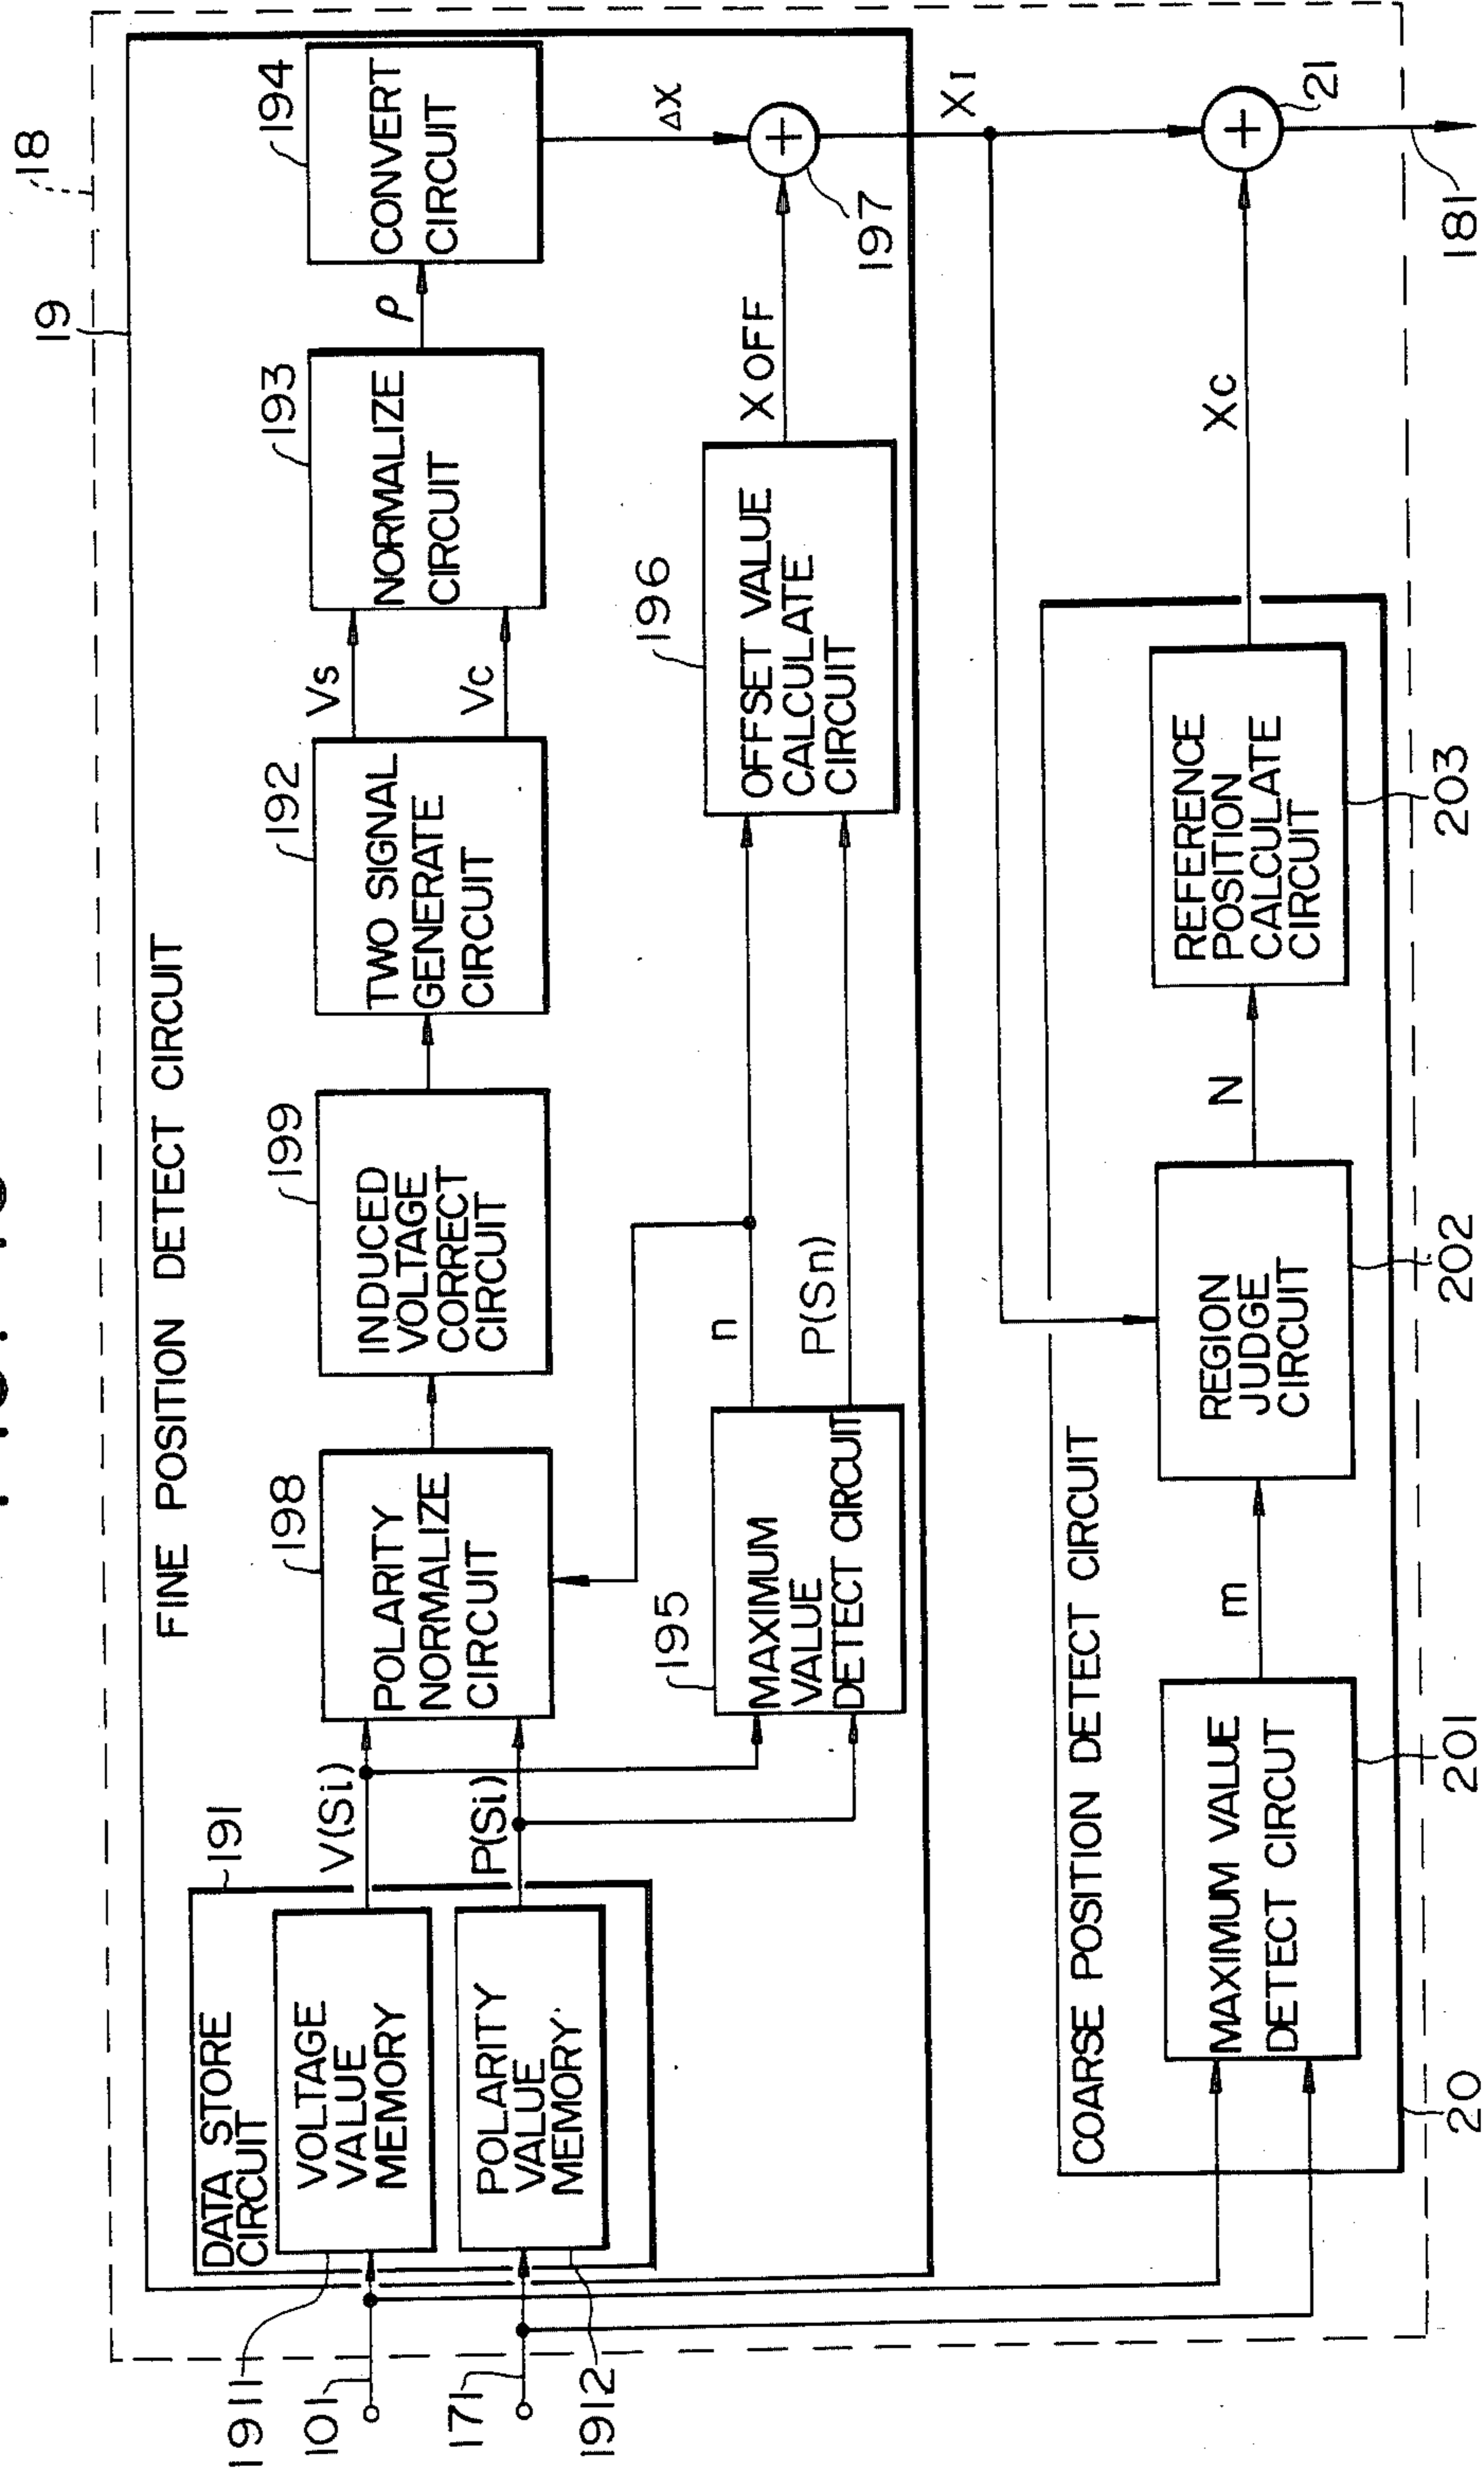 18
19
FINE POSITION DETECT CIRCUIT
191
DATA STORE
CIRCUIT
1911
VOLTAGE
VALUE
MEMORY
1912
POLARITY
VALUE
MEMORY
101
171
V(Si)
P(Si)
198
POLARITY
NORMALIZE
CIRCUIT
199
INDUCED
VOLTAGE
CORRECT
CIRCUIT
192
TWO SIGNAL
GENERATE
CIRCUIT
Vs
Vc
193
NORMALIZE
CIRCUIT
ρ
194
CONVERT
CIRCUIT
ΔX
195
MAXIMUM
VALUE
DETECT CIRCUIT
n
P(Sn)
196
OFFSET VALUE
CALCULATE
CIRCUIT
X OFF
197
+
XI
COARSE POSITION DETECT CIRCUIT
20
MAXIMUM VALUE
DETECT CIRCUT
201
m
REGION
JUDGE
CIRCUIT
202
N
REFERENCE
POSITION
CALCULATE
CIRCUIT
203
Xc
+
21
181